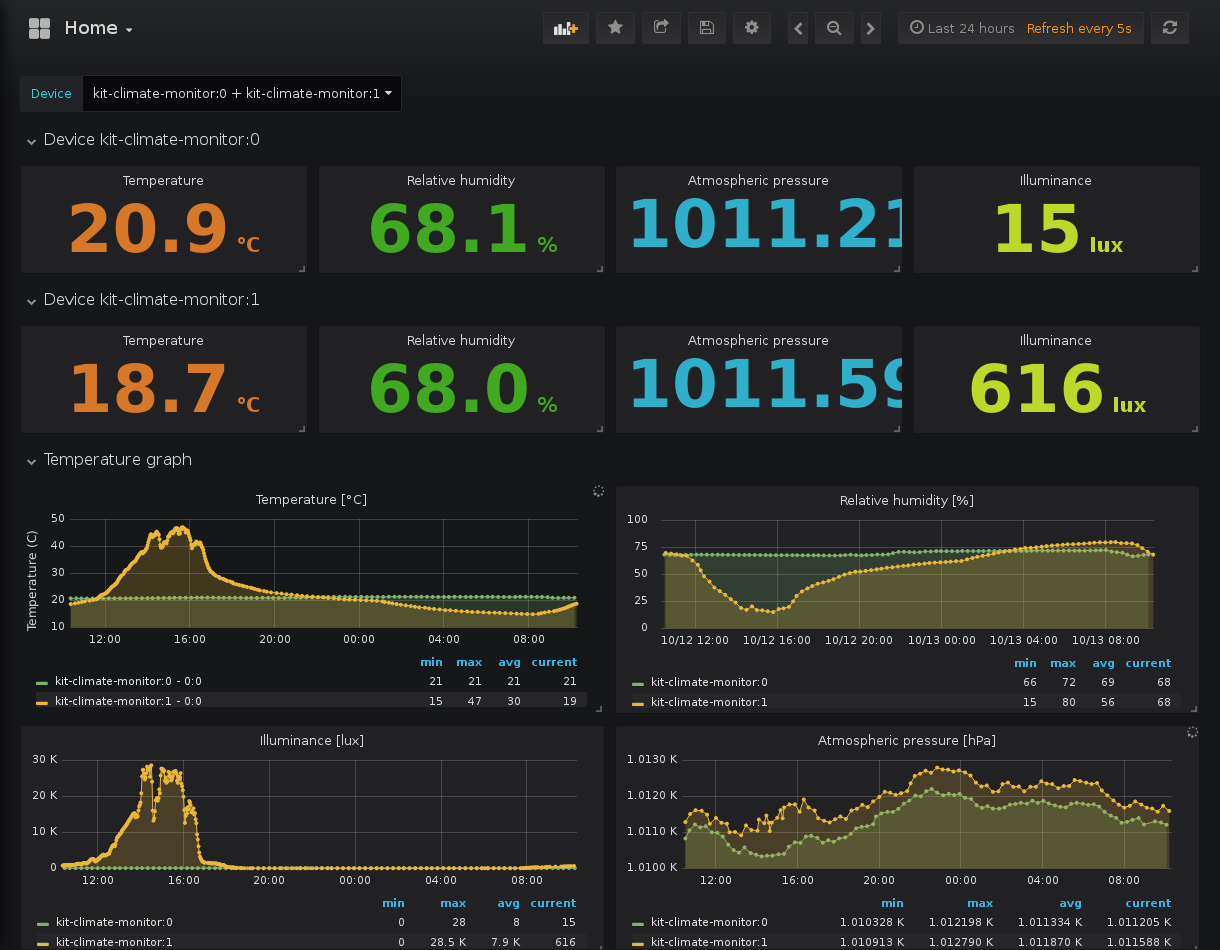 Home
Last 24 hours Refresh every 5s
Device kit-climate-monitor:0 + kit-climate-monitor:1
Device kit-climate-monitor:0
Temperature Relative humidity Atmospheric pressure Illuminance
20.9 °C 68.1 % 1011.21 15 lux
Device kit-climate-monitor:1
Temperature Relative humidity Atmospheric pressure Illuminance
18.7 °C 68.0 % 1011.59 616 lux
Temperature graph
Temperature [°C]
Temperature (C)
50
40
30
20
10
12:00 16:00 20:00 00:00 04:00 08:00
min max avg current
kit-climate-monitor:0 - 0:0 21 21 21 21
kit-climate-monitor:1 - 0:0 15 47 30 19
Relative humidity [%]
100
75
50
25
0
10/12 12:00 10/12 16:00 10/12 20:00 10/13 00:00 10/13 04:00 10/13 08:00
min max avg current
kit-climate-monitor:0 66 72 69 68
kit-climate-monitor:1 15 80 56 68
Illuminance [lux]
30 K
20 K
10 K
0
12:00 16:00 20:00 00:00 04:00 08:00
min max avg current
kit-climate-monitor:0 0 28 8 15
kit-climate-monitor:1 0 28.5 K 7.9 K 616
Atmospheric pressure [hPa]
1.0130 K
1.0120 K
1.0110 K
1.0100 K
12:00 16:00 20:00 00:00 04:00 08:00
min max avg current
kit-climate-monitor:0 1.010328 K 1.012198 K 1.011334 K 1.011205 K
kit-climate-monitor:1 1.010913 K 1.012790 K 1.011870 K 1.011588 K